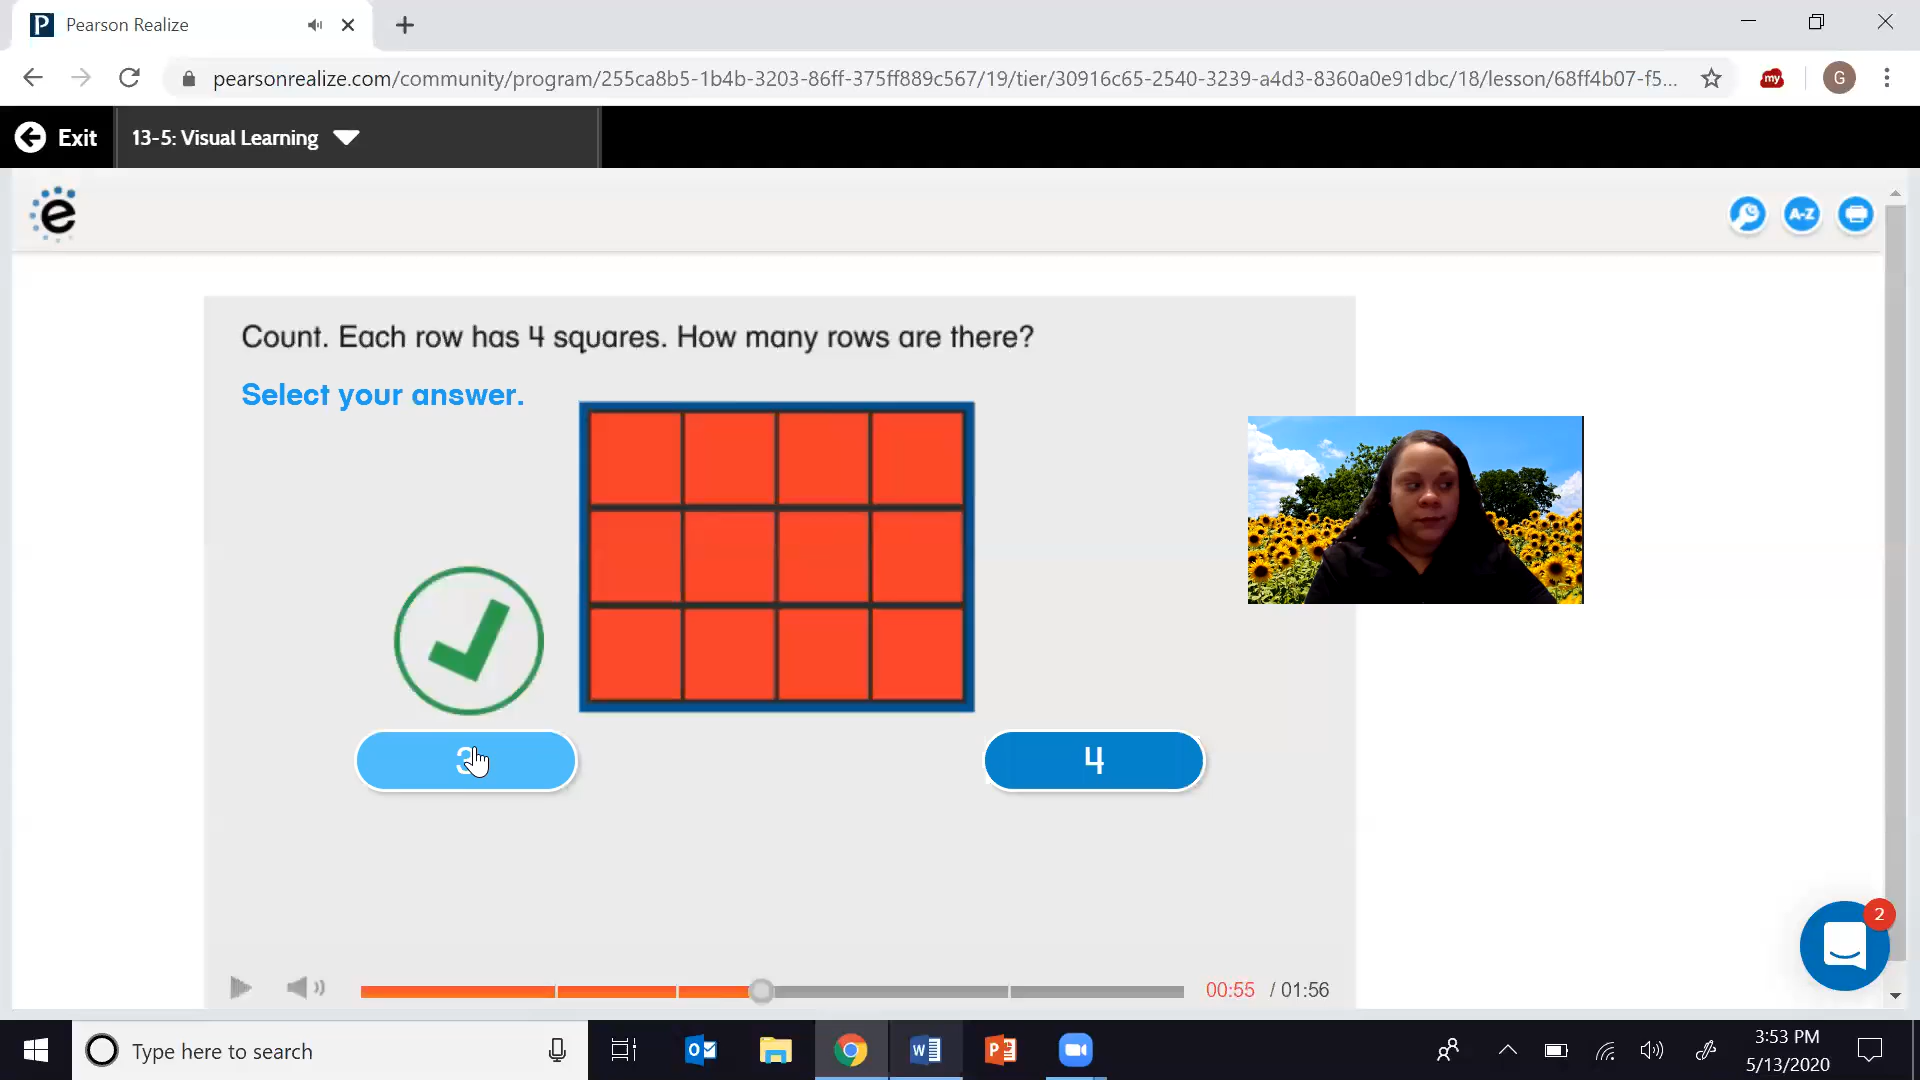 Pearson Realize
pearsonrealize.com/community/program/255ca8b5-1b4b-3203-86ff-375ff889c567/19/tier/30916c65-2540-3239-a4d3-8360a0e91dbc/18/lesson/68ff4b07-f5...
my
G
Exit
13-5: Visual Learning
e
A-Z
Count. Each row has 4 squares. How many rows are there?
Select your answer.
3
4
2
00:55 / 01:56
Type here to search
3:53 PM
5/13/2020